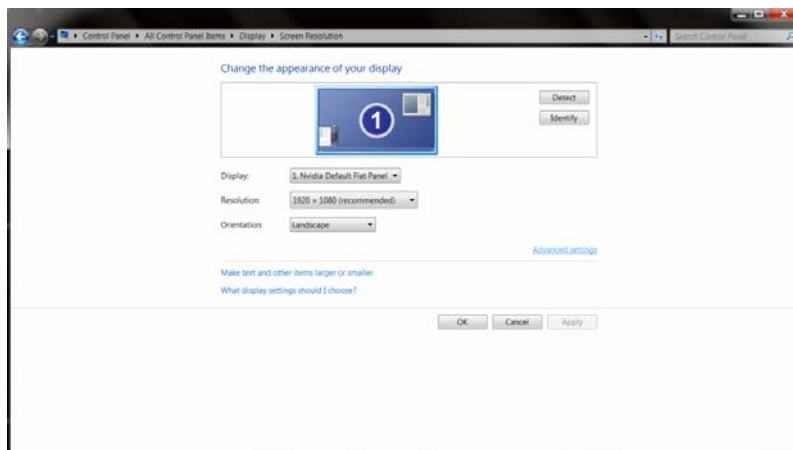 Control Panel ▸ All Control Panel Items ▸ Display ▸ Screen Resolution
Search Control Panel
Change the appearance of your display
1
Detect
Identify
Display: 1. Nvidia Default Flat Panel
Resolution: 1920 × 1080 (recommended)
Orientation: Landscape
Advanced settings
Make text and other items larger or smaller
What display settings should I choose?
OK Cancel Apply